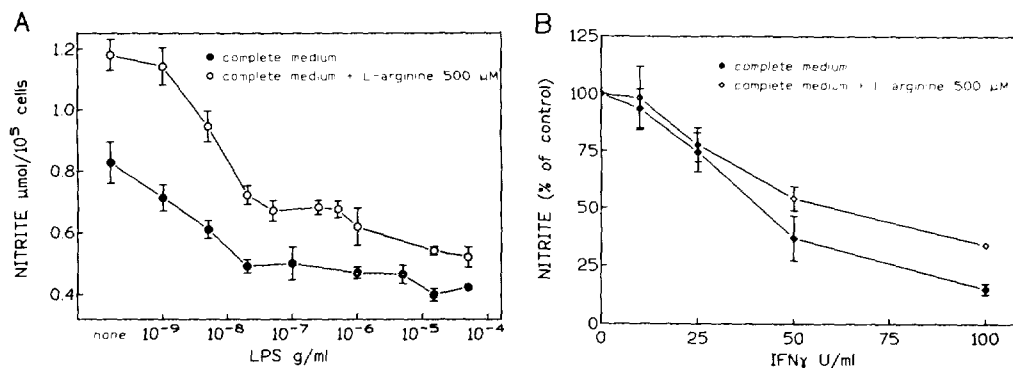 A
NITRITE μmol/10⁵ cells
1.2
1.0
0.8
0.6
0.4
complete medium
complete medium + L-arginine 500 μM
none 10⁻⁹ 10⁻⁸ 10⁻⁷ 10⁻⁶ 10⁻⁵ 10⁻⁴
LPS g/ml
B
NITRITE (% of control)
125
100
75
50
25
0
complete medium
complete medium + L arginine 500 μM
0 25 50 75 100
IFNγ U/ml